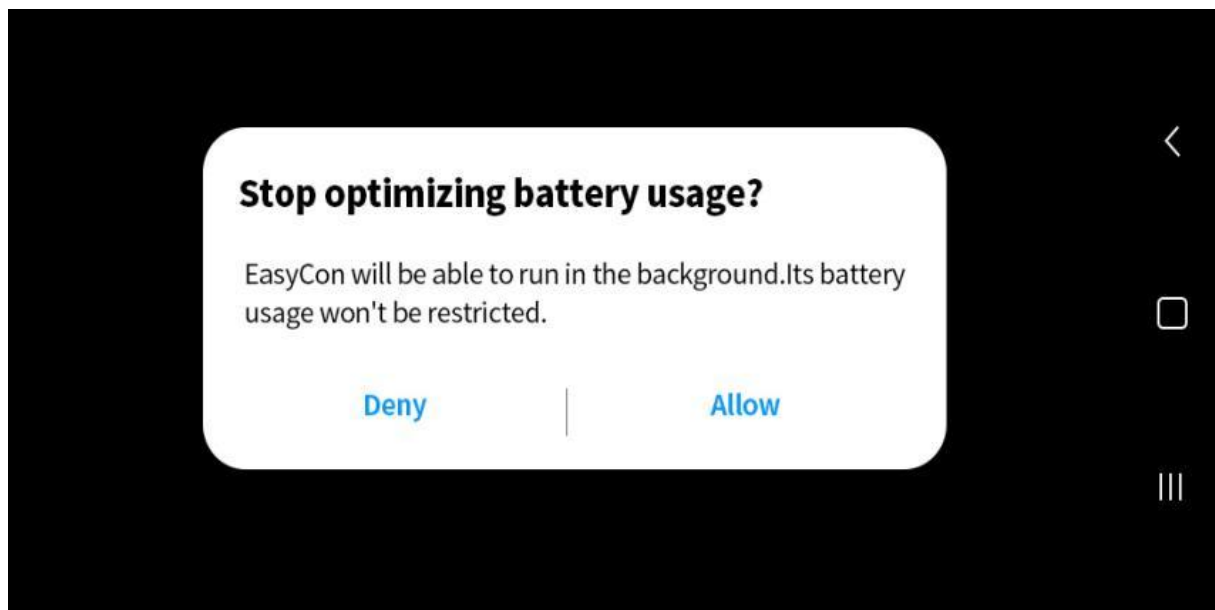 Stop optimizing battery usage?
EasyCon will be able to run in the background.Its battery
usage won't be restricted.
Deny
Allow